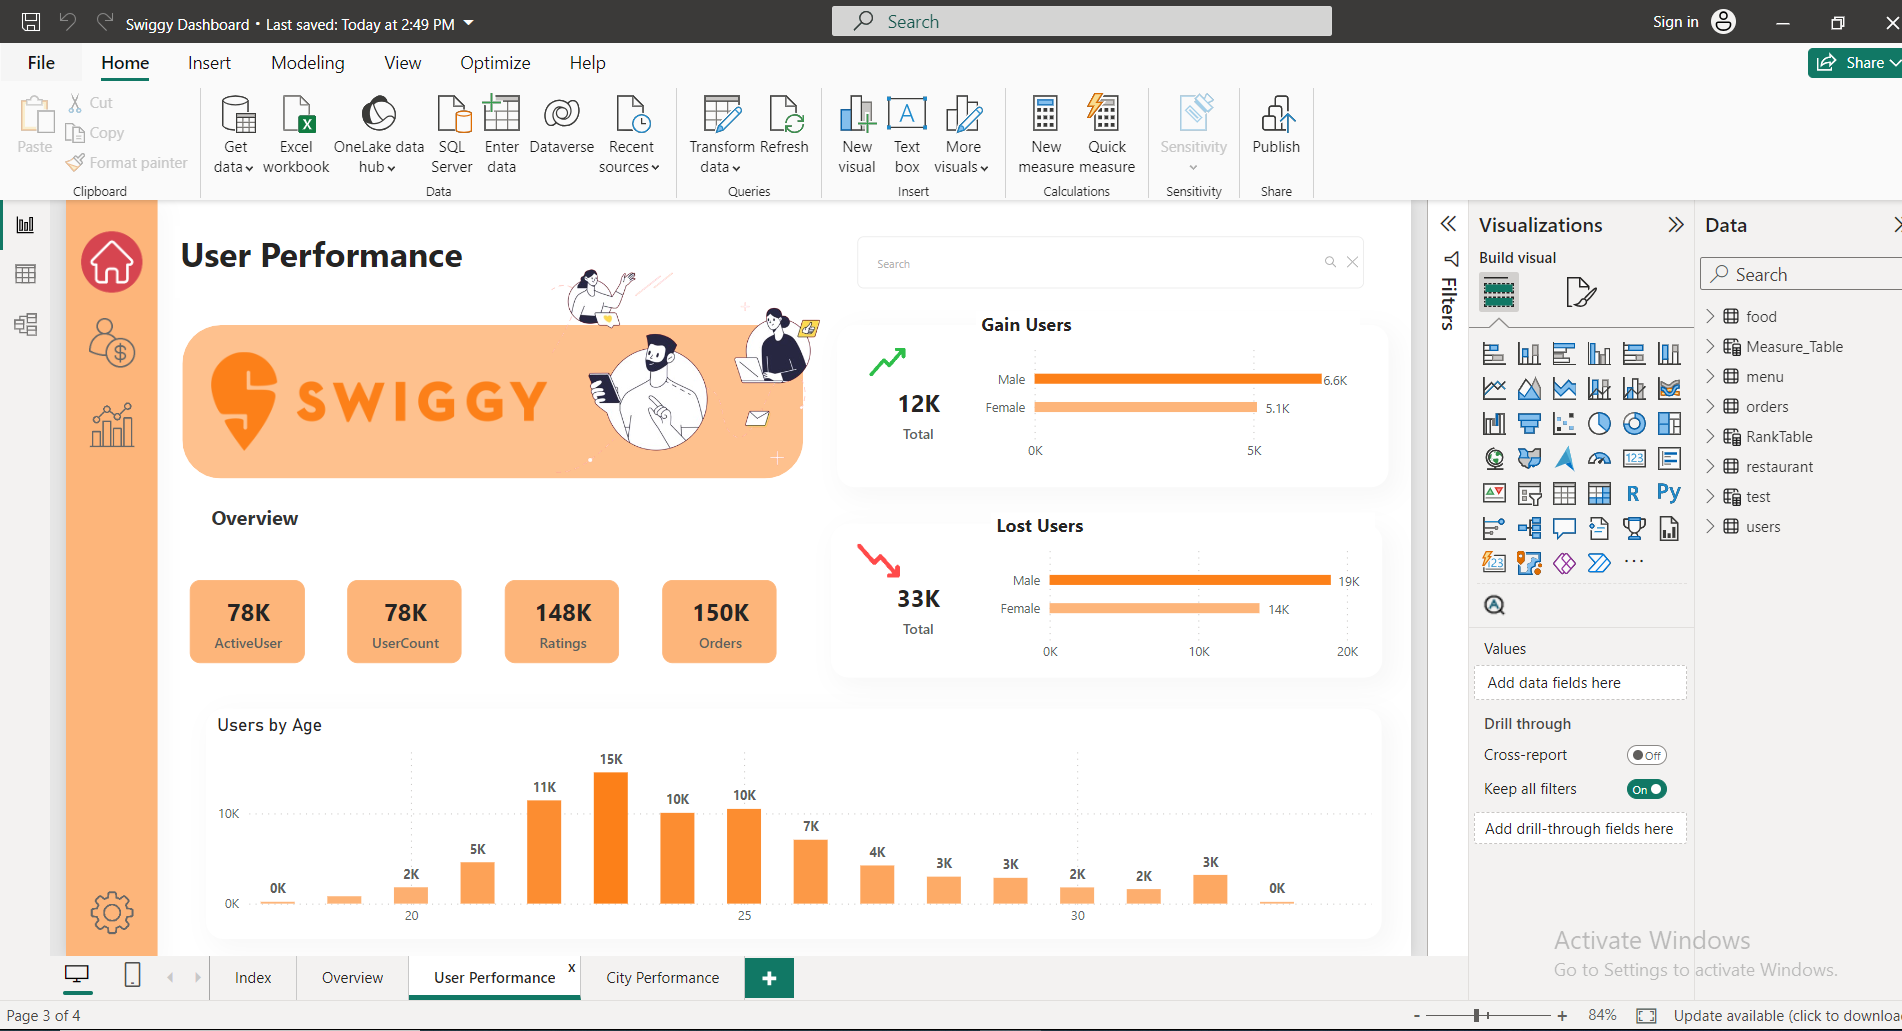 Swiggy Dashboard • Last saved: Today at 2:49 PM
Search
Sign in
File
Home
Insert
Modeling
View
Optimize
Help
Share
Paste
Cut
Copy
Format painter
Clipboard
Get data
Excel workbook
OneLake data hub
SQL Server
Enter data
Dataverse
Recent sources
Data
Transform data
Refresh
Queries
New visual
Text box
More visuals
Insert
New measure
Quick measure
Calculations
Sensitivity
Sensitivity
Publish
Share
User Performance
Search
SWIGGY
Gain Users
12K
Total
Male
6.6K
Female
5.1K
0K
5K
Overview
Lost Users
33K
Total
Male
19K
Female
14K
0K
10K
20K
78K
ActiveUser
78K
UserCount
148K
Ratings
150K
Orders
Users by Age
10K
0K
0K
2K
5K
11K
15K
10K
10K
7K
4K
3K
3K
2K
2K
3K
0K
20
25
30
Filters
Visualizations
Build visual
123
R
Py
123
Values
Add data fields here
Drill through
Cross-report
Off
Keep all filters
On
Add drill-through fields here
Data
Search
food
Measure_Table
menu
orders
RankTable
restaurant
test
users
Activate Windows
Go to Settings to activate Windows.
Index
Overview
User Performance
x
City Performance
+
Page 3 of 4
-
+
84%
Update available (click to downloa